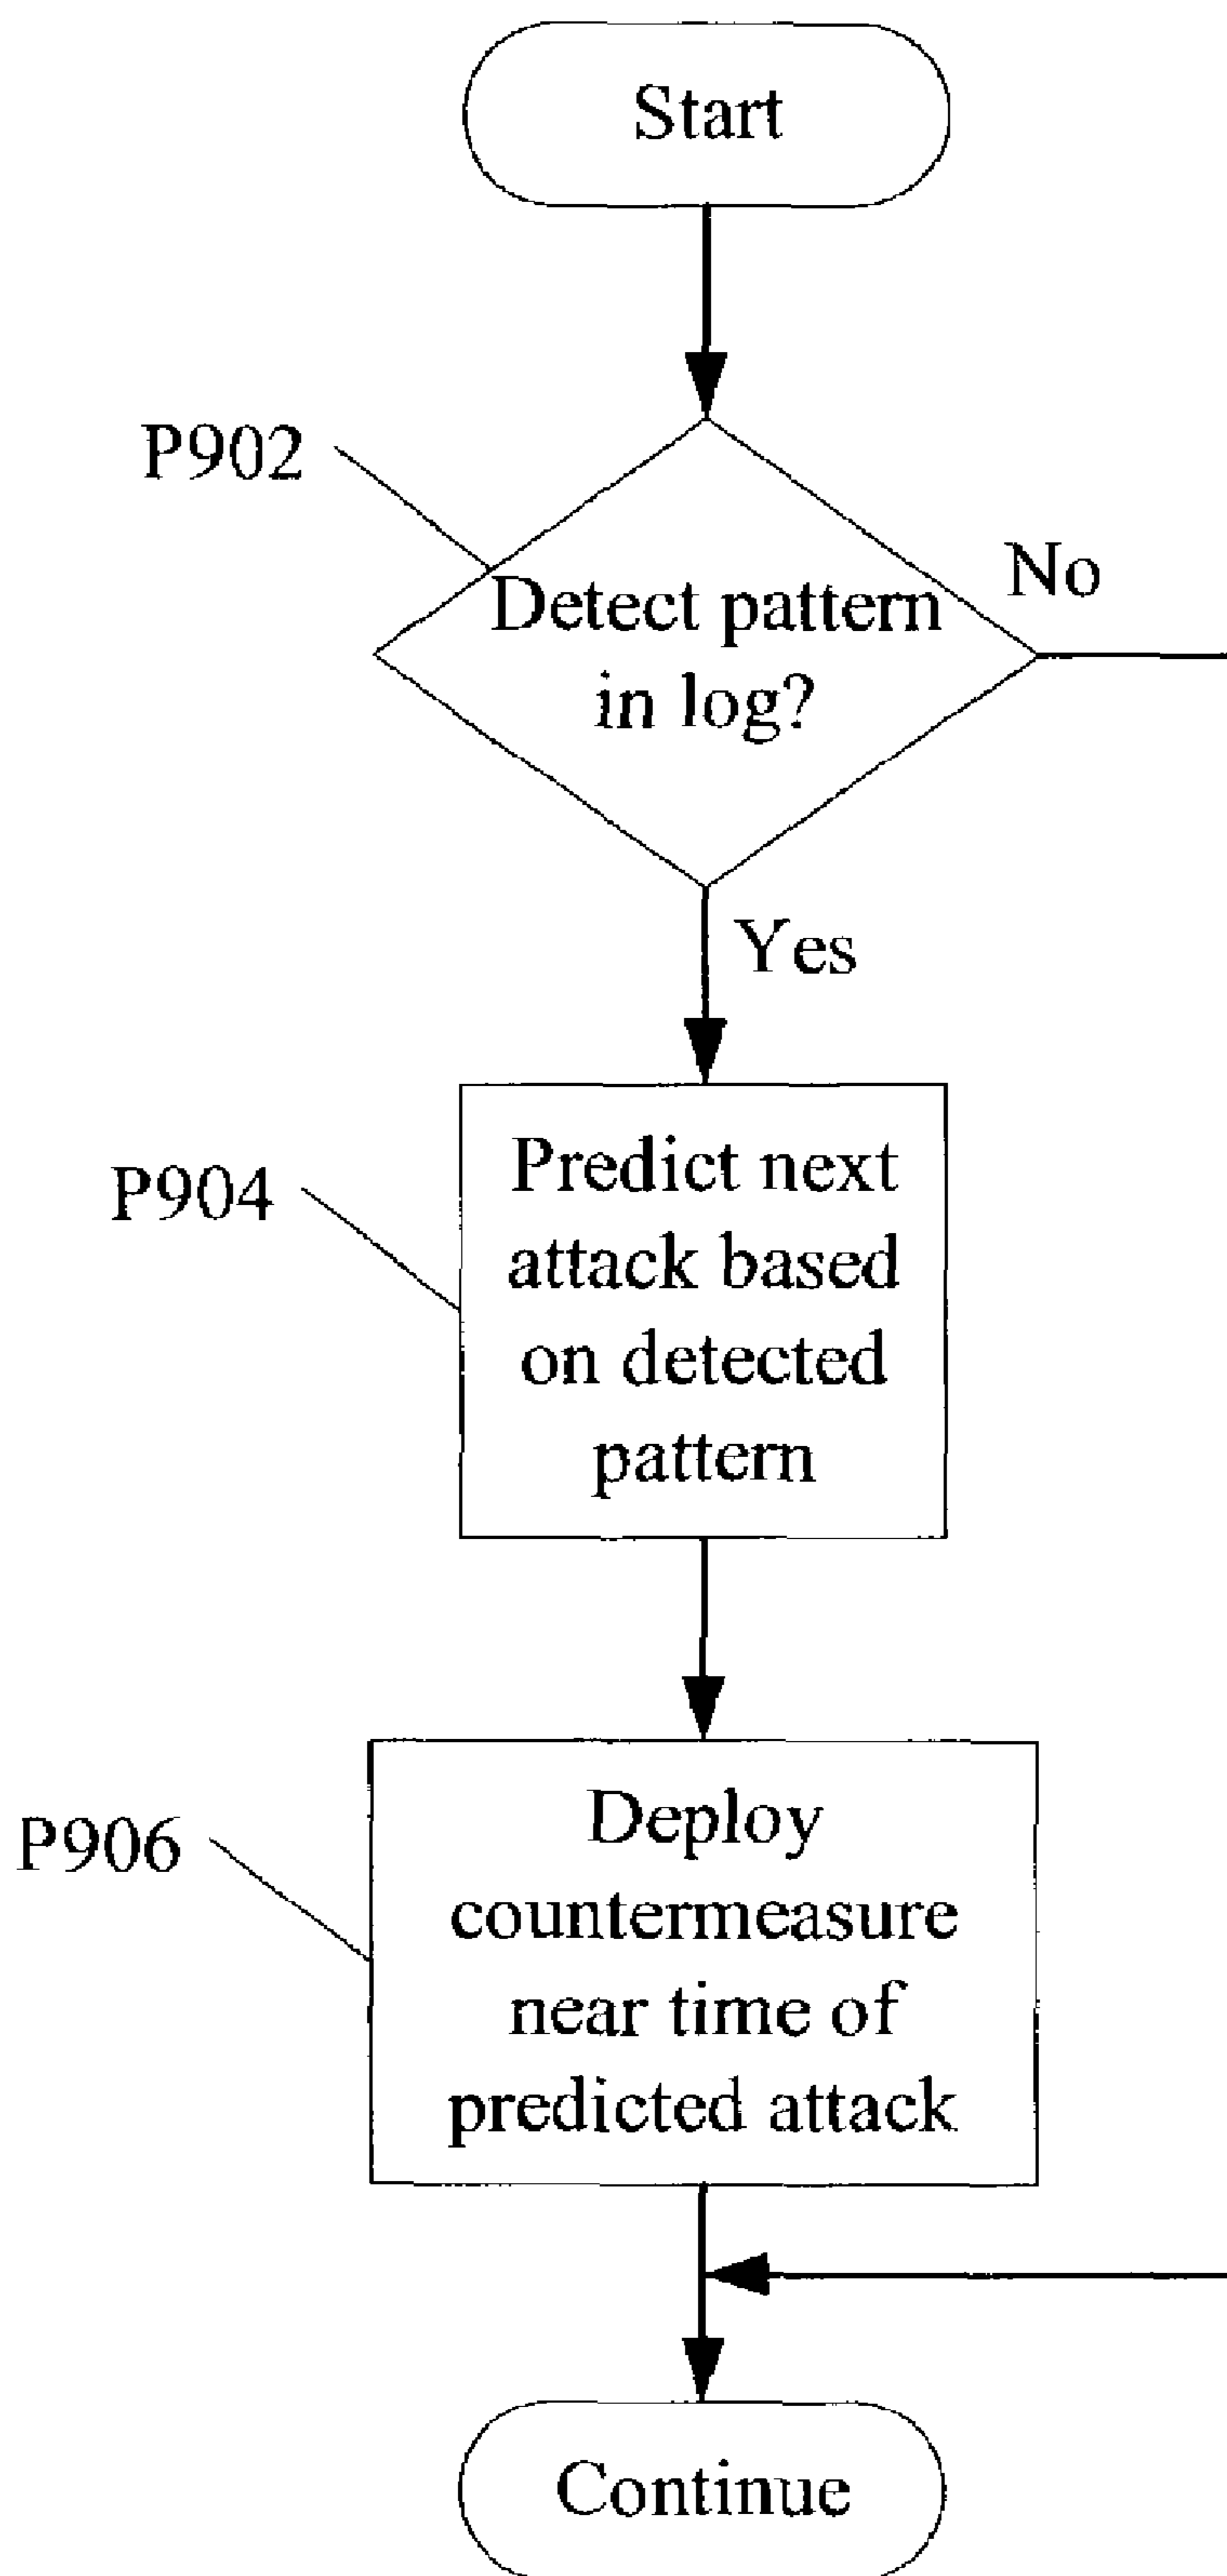 Start
P902
No
Detect pattern
in log?
Yes
P904
Predict next
attack based
on detected
pattern
P906
Deploy
countermeasure
near time of
predicted attack
Continue